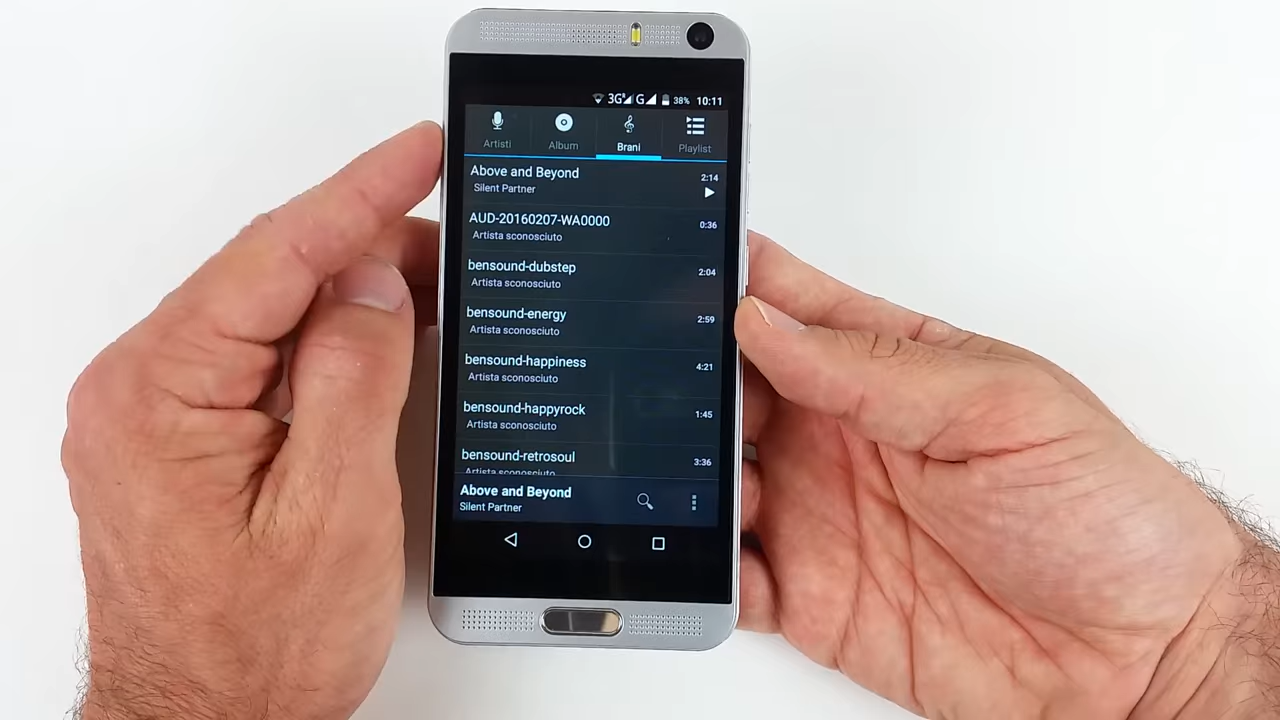 3G G 38% 10:11
Artisti Album Brani Playlist
Above and Beyond 2:14
Silent Partner
AUD-20160207-WA0000 0:36
Artista sconosciuto
bensound-dubstep 2:04
Artista sconosciuto
bensound-energy 2:59
Artista sconosciuto
bensound-happiness 4:21
Artista sconosciuto
bensound-happyrock 1:45
Artista sconosciuto
bensound-retrosoul 3:36
Artista sconosciuto
Above and Beyond
Silent Partner